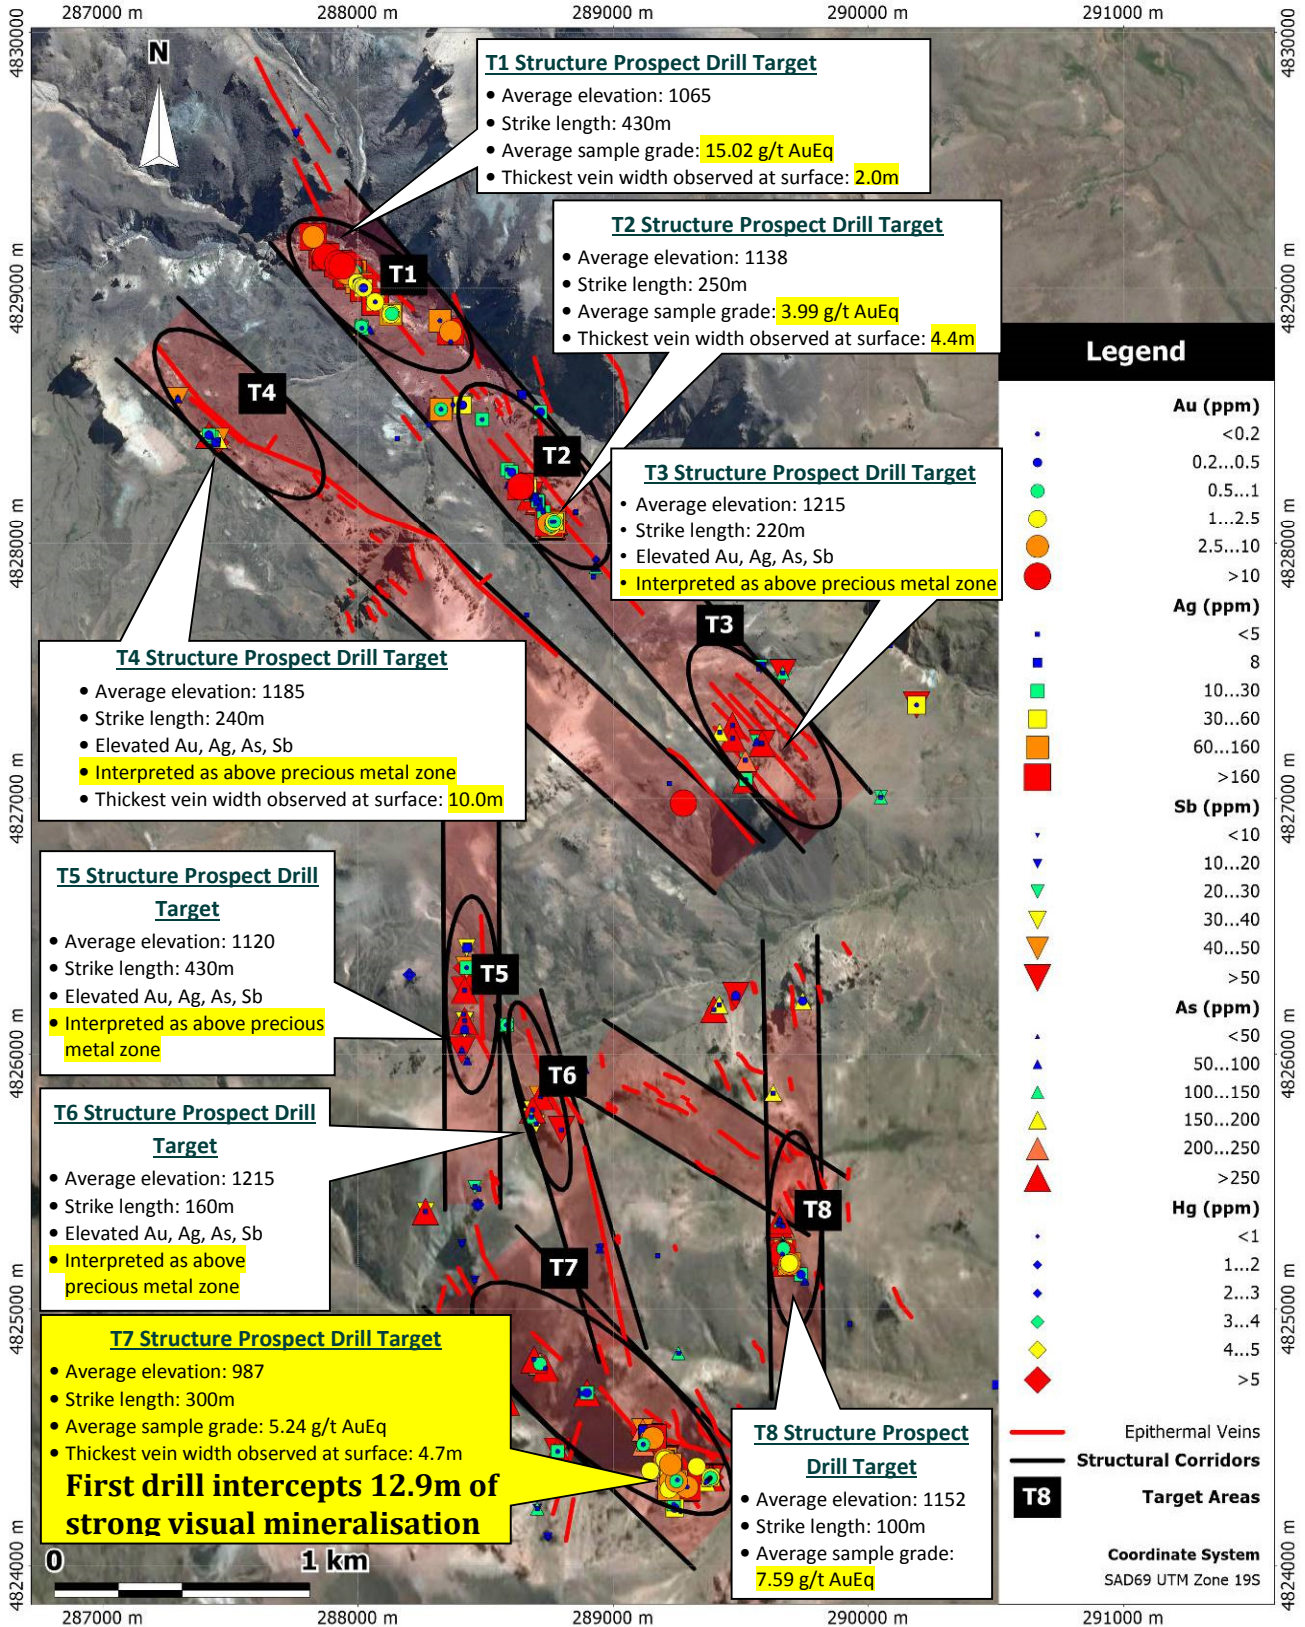 287000 m
288000 m
289000 m
290000 m
291000 m
4830000
4830000
N
T1 Structure Prospect Drill Target
• Average elevation: 1065
• Strike length: 430m
• Average sample grade: 15.02 g/t AuEq
• Thickest vein width observed at surface: 2.0m
T2 Structure Prospect Drill Target
• Average elevation: 1138
• Strike length: 250m
• Average sample grade: 3.99 g/t AuEq
• Thickest vein width observed at surface: 4.4m
T1
4829000 m
4829000 m
T4
T2
T3 Structure Prospect Drill Target
• Average elevation: 1215
• Strike length: 220m
• Elevated Au, Ag, As, Sb
• Interpreted as above precious metal zone
4828000 m
4828000 m
T3
T4 Structure Prospect Drill Target
• Average elevation: 1185
• Strike length: 240m
• Elevated Au, Ag, As, Sb
• Interpreted as above precious metal zone
• Thickest vein width observed at surface: 10.0m
4827000 m
4827000 m
T5 Structure Prospect Drill
Target
• Average elevation: 1120
• Strike length: 430m
• Elevated Au, Ag, As, Sb
• Interpreted as above precious
metal zone
T5
4826000 m
4826000 m
T6
T6 Structure Prospect Drill
Target
• Average elevation: 1215
• Strike length: 160m
• Elevated Au, Ag, As, Sb
• Interpreted as above
precious metal zone
T8
T7
4825000 m
4825000 m
T7 Structure Prospect Drill Target
• Average elevation: 987
• Strike length: 300m
• Average sample grade: 5.24 g/t AuEq
• Thickest vein width observed at surface: 4.7m
First drill intercepts 12.9m of
strong visual mineralisation
T8 Structure Prospect
Drill Target
• Average elevation: 1152
• Strike length: 100m
• Average sample grade:
7.59 g/t AuEq
Legend
Au (ppm)
<0.2
0.2...0.5
0.5...1
1...2.5
2.5...10
>10
Ag (ppm)
<5
8
10...30
30...60
60...160
>160
Sb (ppm)
<10
10...20
20...30
30...40
40...50
>50
As (ppm)
<50
50...100
100...150
150...200
200...250
>250
Hg (ppm)
<1
1...2
2...3
3...4
4...5
>5
Epithermal Veins
Structural Corridors
T8 Target Areas
Coordinate System
SAD69 UTM Zone 19S
0 1 km
4824000 m
4824000 m
287000 m
288000 m
289000 m
290000 m
291000 m